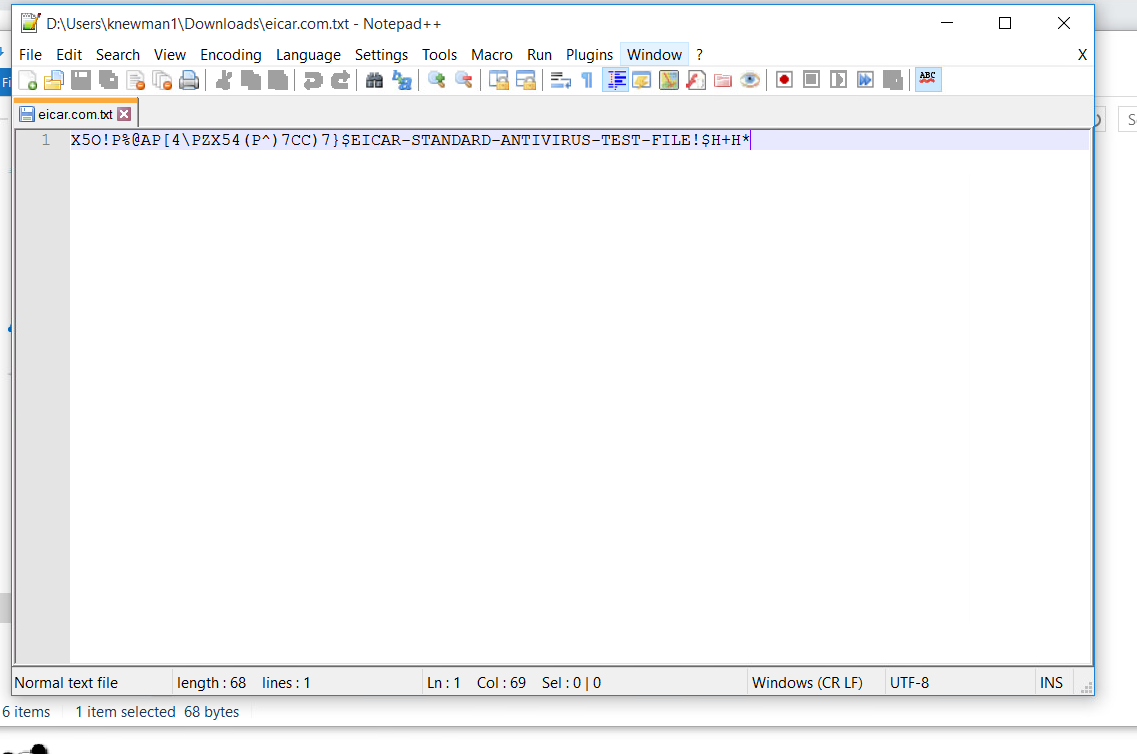 D:\Users\knewman1\Downloads\eicar.com.txt - Notepad++
File Edit Search View Encoding Language Settings Tools Macro Run Plugins Window ? X
Fi
ABC
eicar.com.txt
S
1 X5O!P%@AP[4\PZX54(P^)7CC)7}$EICAR-STANDARD-ANTIVIRUS-TEST-FILE!$H+H*
Normal text file length : 68 lines : 1 Ln : 1 Col : 69 Sel : 0 | 0 Windows (CR LF) UTF-8 INS
6 items 1 item selected 68 bytes